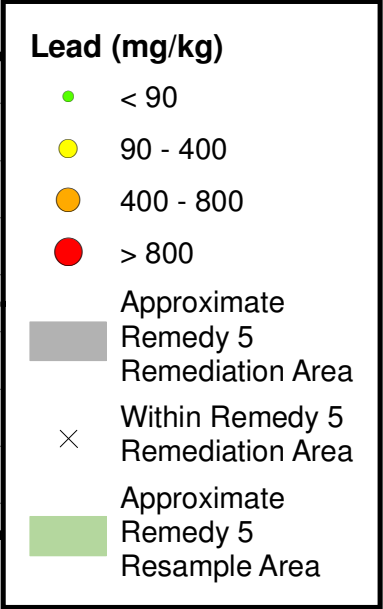 Lead (mg/kg)
< 90
90 - 400
400 - 800
> 800
Approximate
Remedy 5
Remediation Area
Within Remedy 5
Remediation Area
Approximate
Remedy 5
Resample Area